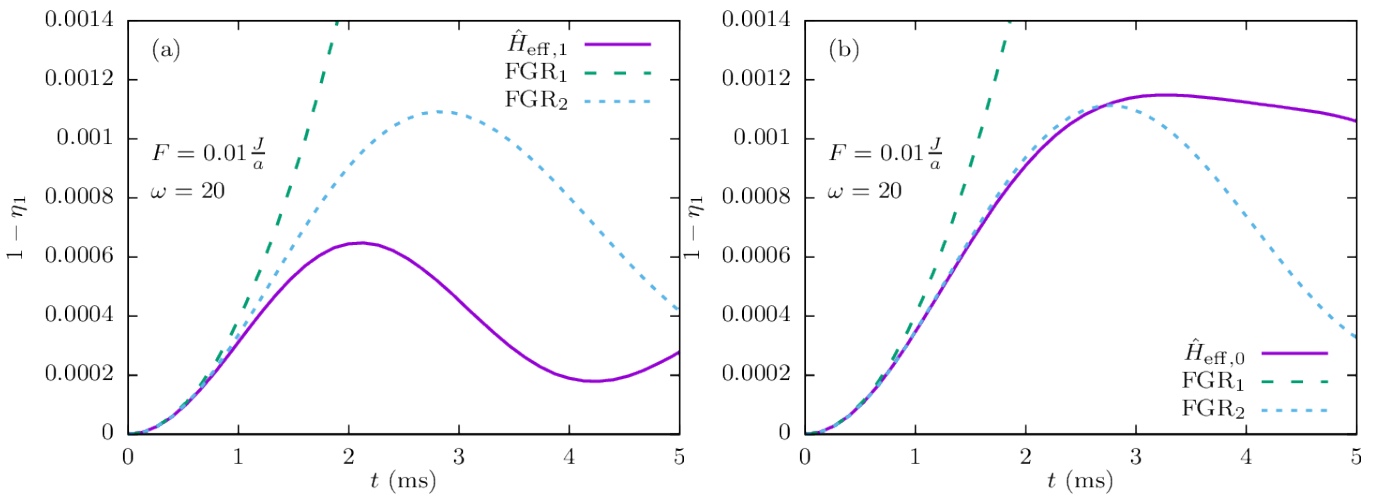 (a)
Ĥeff,1
FGR₁
FGR₂
F = 0.01 J/a
ω = 20
1 − η₁
0.0014
0.0012
0.001
0.0008
0.0006
0.0004
0.0002
0
0 1 2 3 4 5
t (ms)
(b)
F = 0.01 J/a
ω = 20
Ĥeff,0
FGR₁
FGR₂
1 − η₁
0.0014
0.0012
0.001
0.0008
0.0006
0.0004
0.0002
0
0 1 2 3 4 5
t (ms)